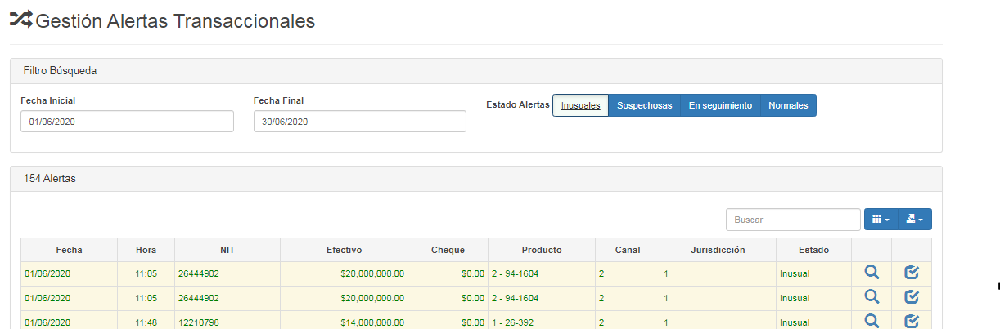 Gestión Alertas Transaccionales
Filtro Búsqueda
Fecha Inicial Fecha Final Estado Alertas Inusuales Sospechosas En seguimiento Normales
01/06/2020 30/06/2020
154 Alertas
Buscar
Fecha Hora NIT Efectivo Cheque Producto Canal Jurisdicción Estado
01/06/2020 11:05 26444902 $20,000,000.00 $0.00 2 - 94-1604 2 1 Inusual
01/06/2020 11:05 26444902 $20,000,000.00 $0.00 2 - 94-1604 2 1 Inusual
01/06/2020 11:48 12210798 $14,000,000.00 $0.00 1 - 26-392 2 1 Inusual